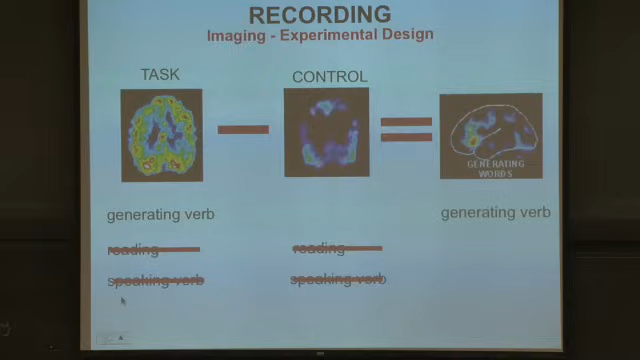 RECORDING
Imaging - Experimental Design
TASK
CONTROL
GENERATING
WORDS
generating verb
generating verb
reading
reading
speaking verb
speaking verb